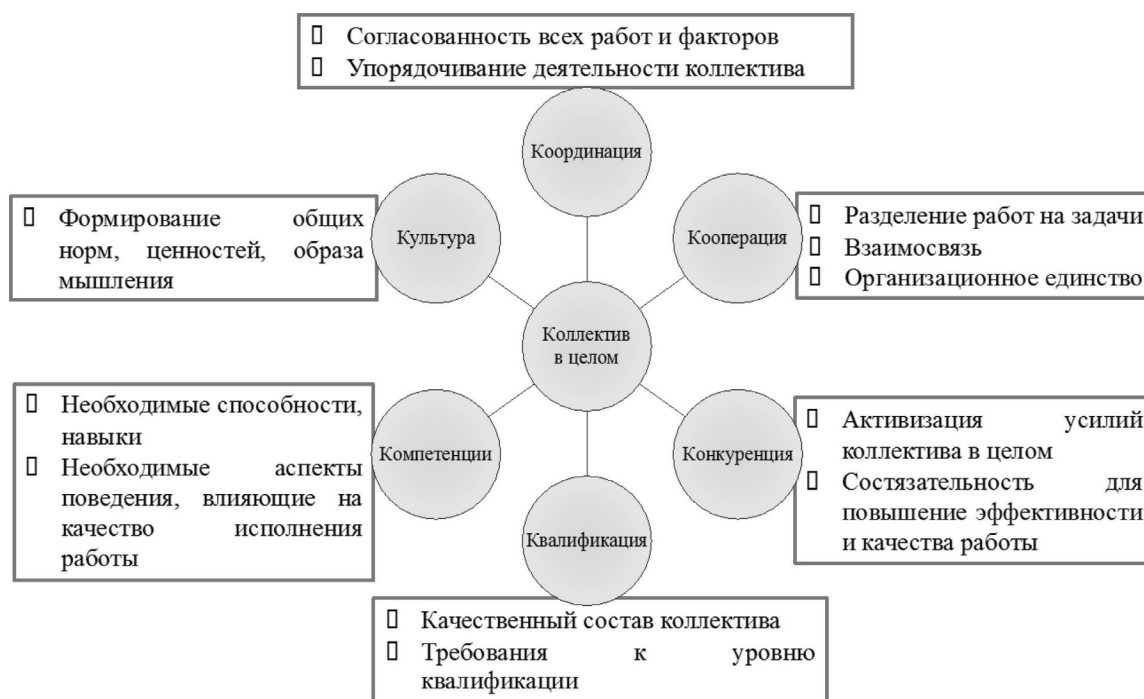 Согласованность всех работ и факторов
Упорядочивание деятельности коллектива
Координация
Формирование общих
норм, ценностей, образа
мышления
Культура
Кооперация
Разделение работ на задачи
Взаимосвязь
Организационное единство
Коллектив
в целом
Необходимые способности,
навыки
Необходимые аспекты
поведения, влияющие на
качество исполнения
работы
Компетенции
Конкуренция
Активизация усилий
коллектива в целом
Состязательность для
повышение эффективности
и качества работы
Квалификация
Качественный состав коллектива
Требования к уровню
квалификации